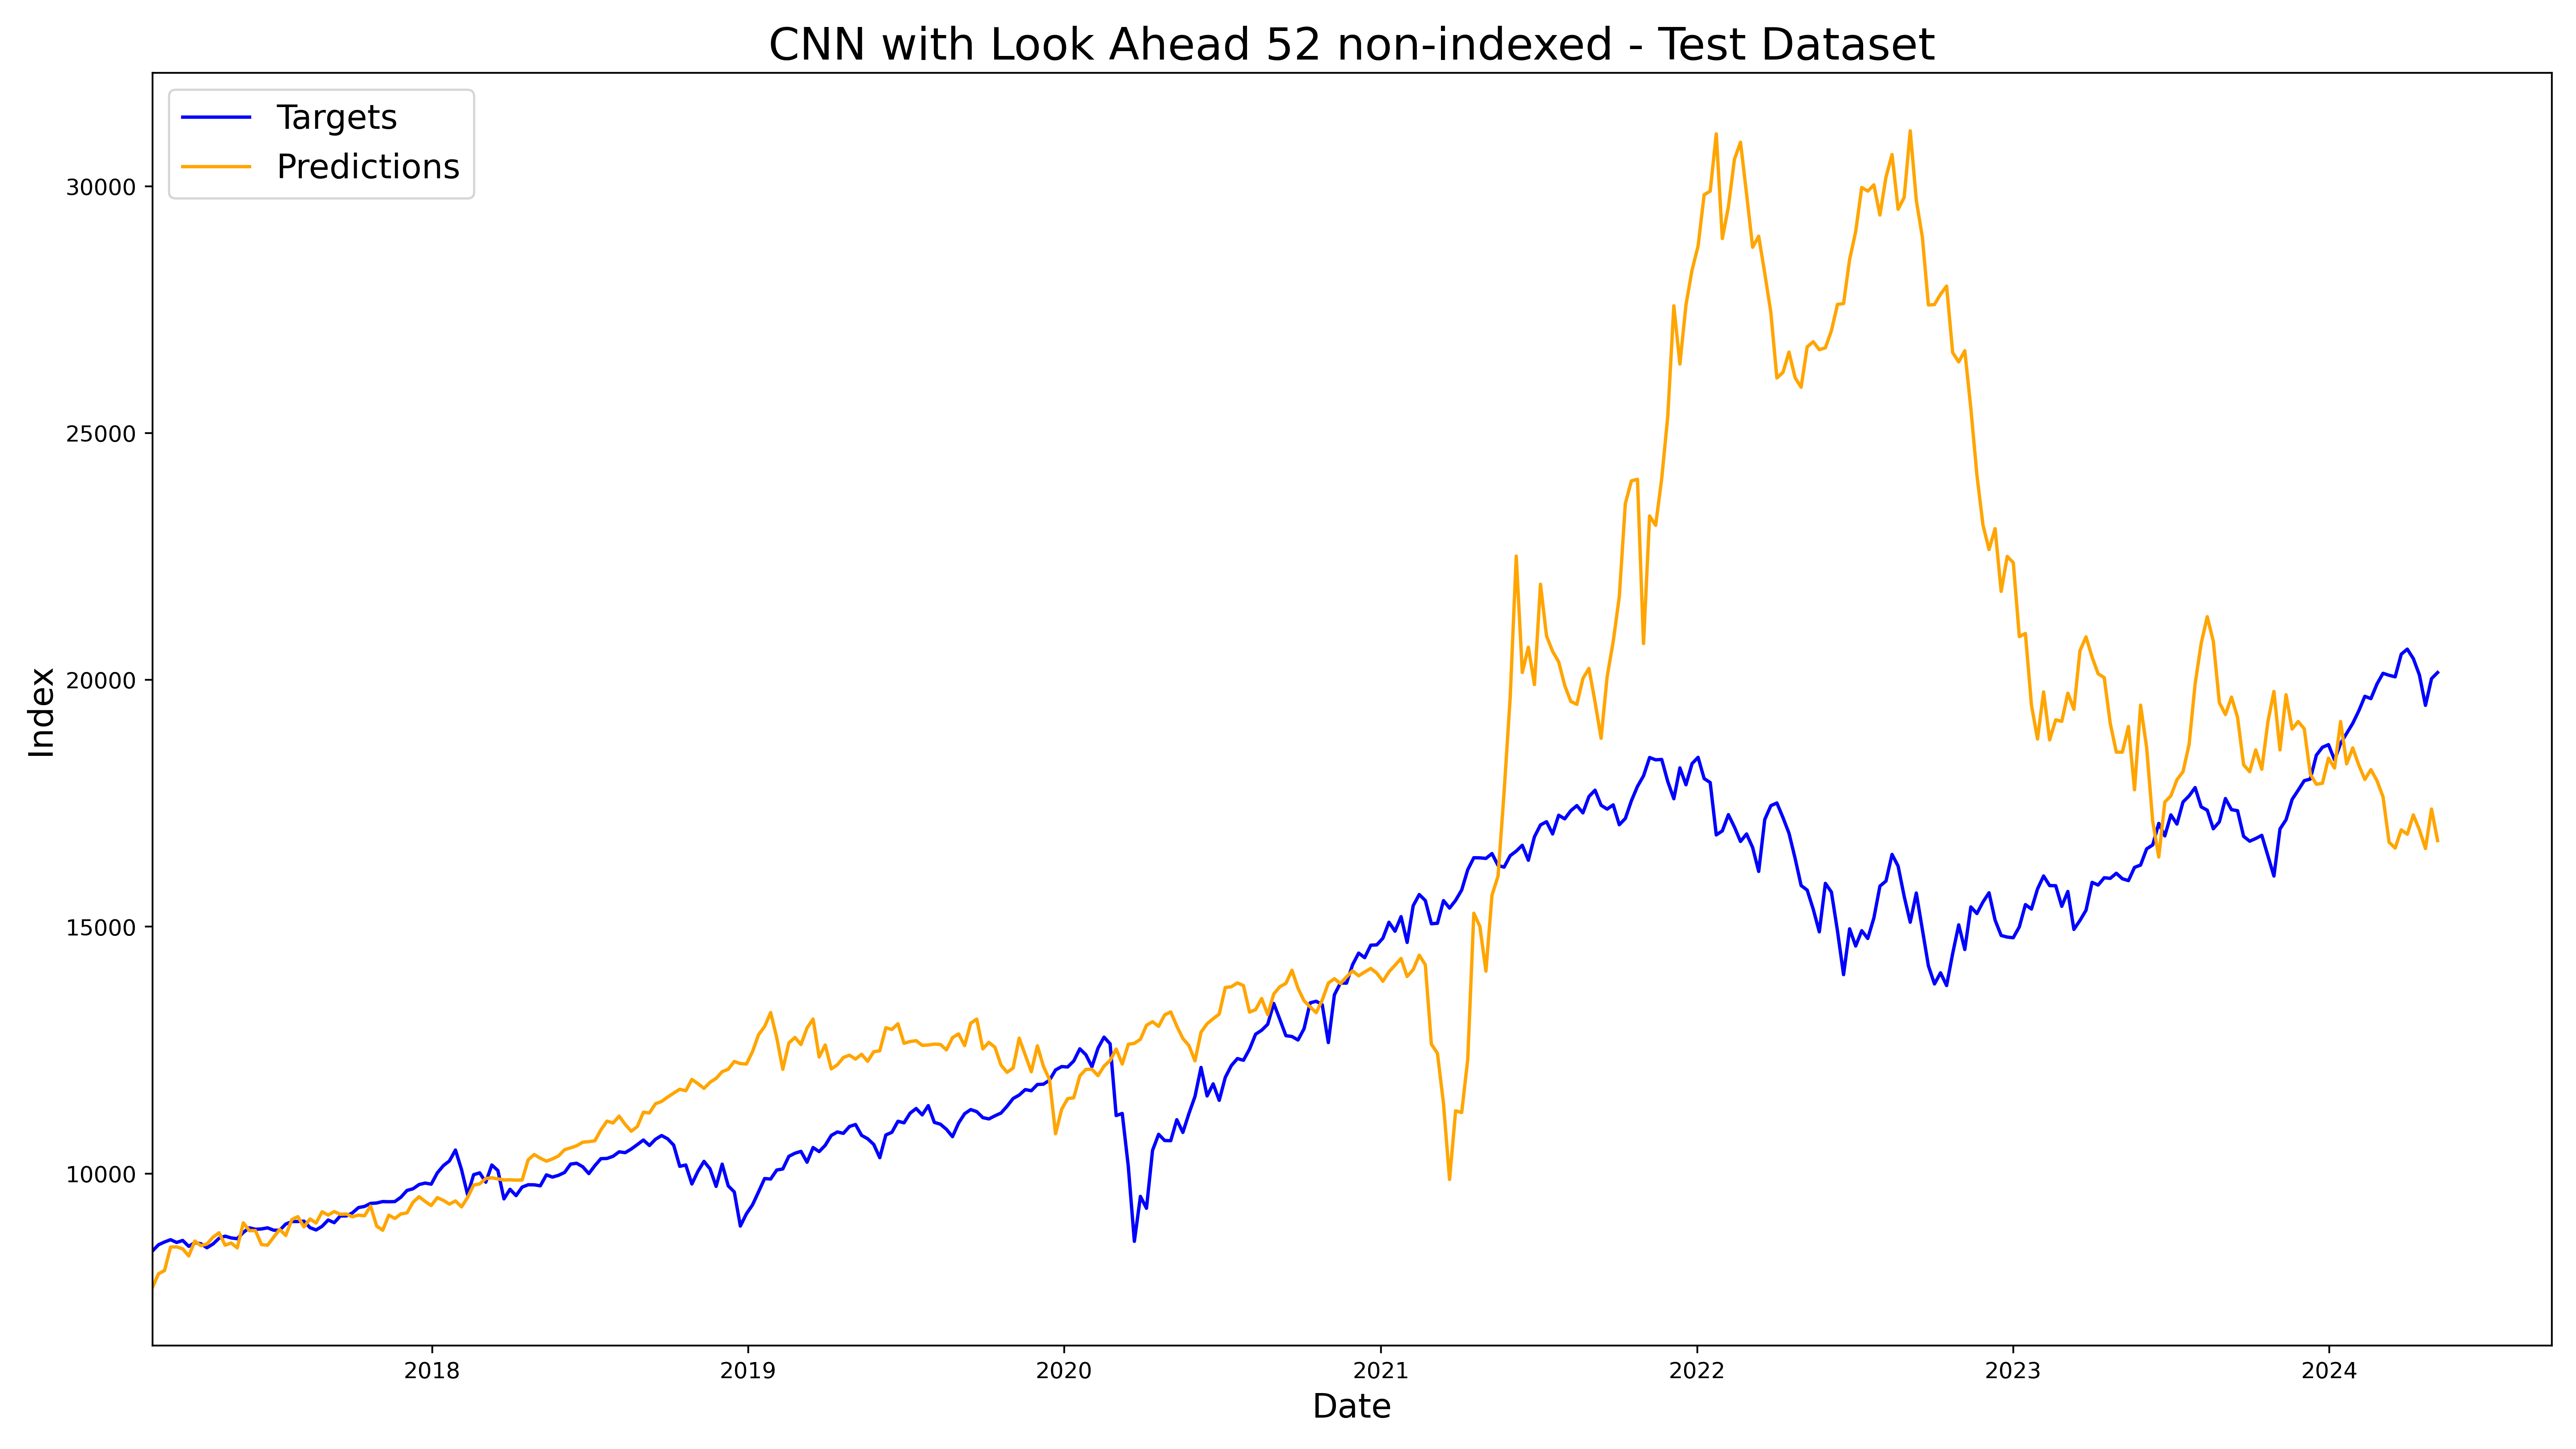 CNN with Look Ahead 52 non-indexed - Test Dataset
Targets
Predictions
30000
25000
20000
15000
10000
Index
2018 2019 2020 2021 2022 2023 2024
Date